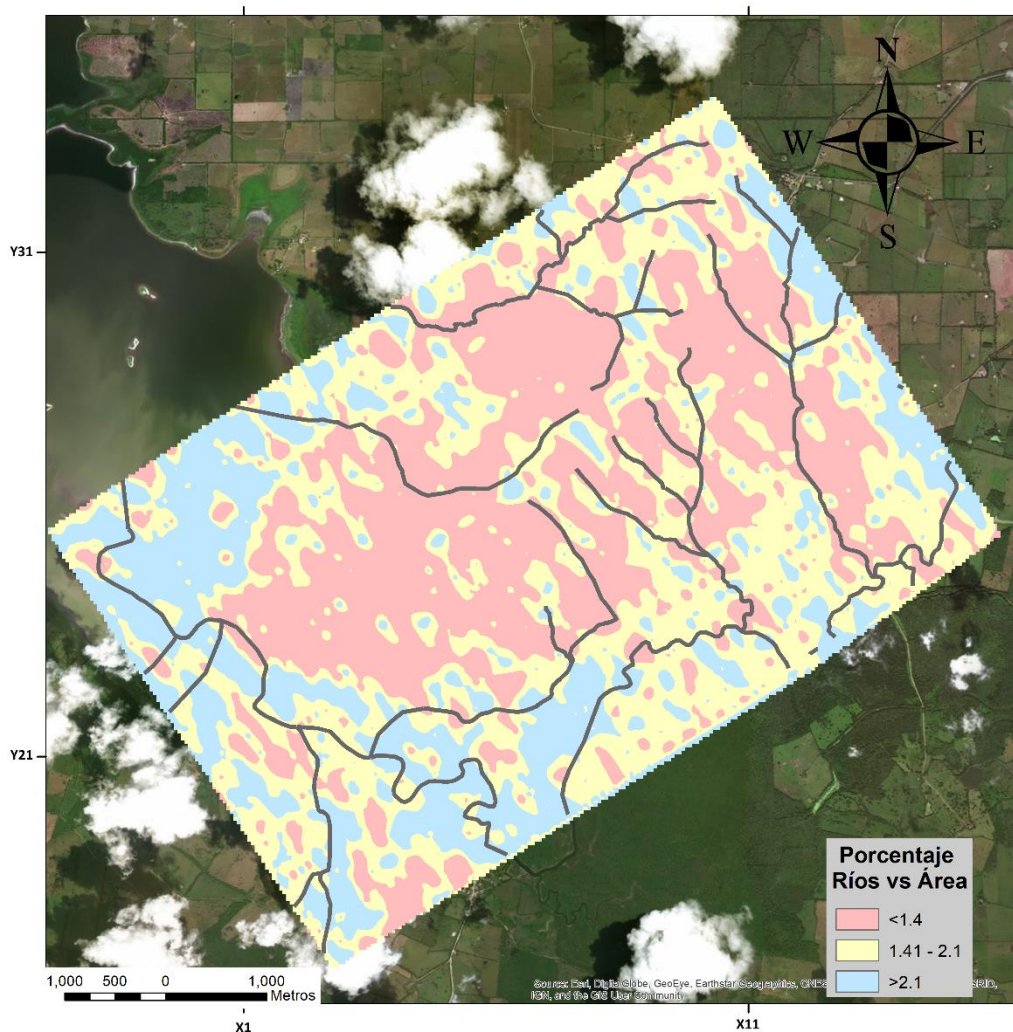 N
W
E
S
Y31
Y21
Porcentaje
Ríos vs Área
<1.4
1.41 - 2.1
>2.1
1,000 500 0 1,000
Metros
Source: Esri, DigitalGlobe, GeoEye, Earthstar Geographics,
IGN, and the GIS User Community
X1
X11